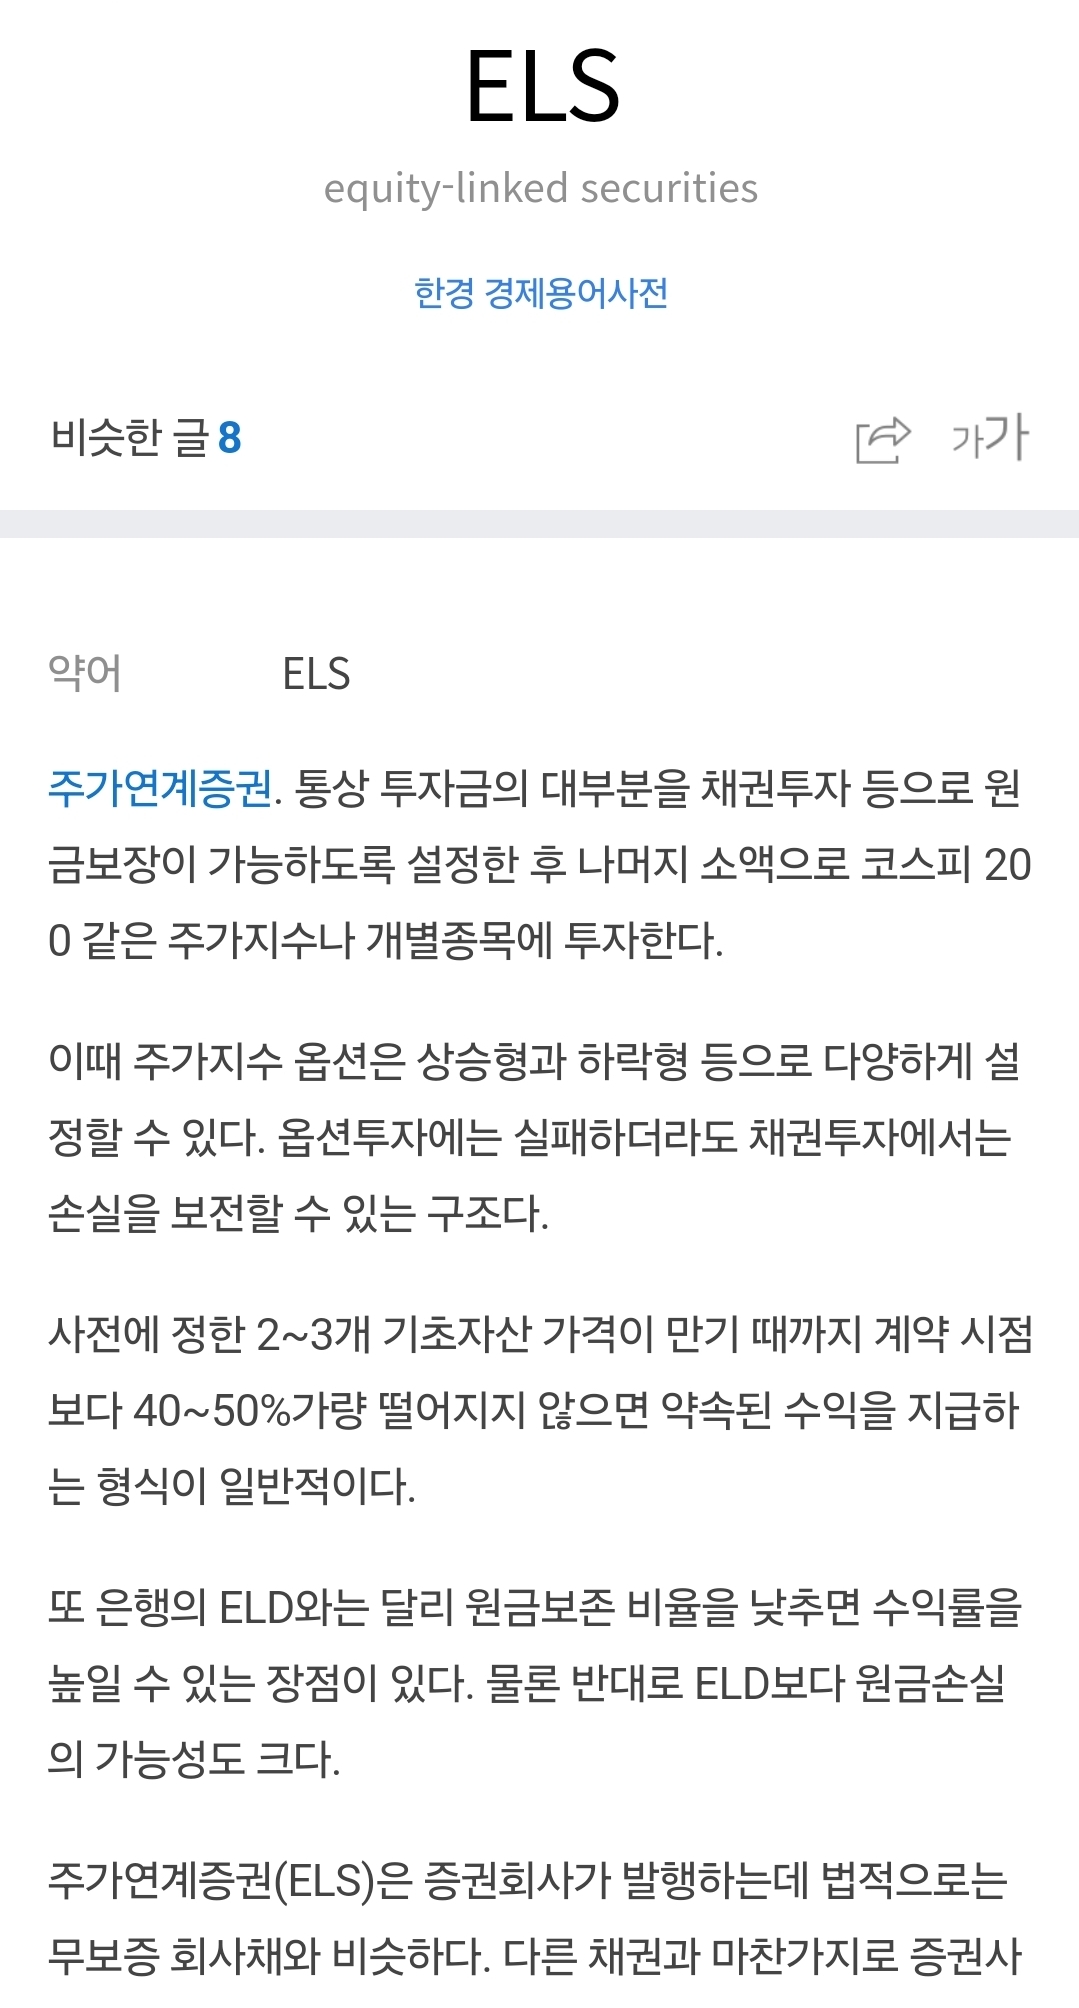 ELS
equity-linked securities
한경 경제용어사전
비슷한 글 8
가가
약어 ELS
주가연계증권. 통상 투자금의 대부분을 채권투자 등으로 원
금보장이 가능하도록 설정한 후 나머지 소액으로 코스피 20
0 같은 주가지수나 개별종목에 투자한다.
이때 주가지수 옵션은 상승형과 하락형 등으로 다양하게 설
정할 수 있다. 옵션투자에는 실패하더라도 채권투자에서는
손실을 보전할 수 있는 구조다.
사전에 정한 2~3개 기초자산 가격이 만기 때까지 계약 시점
보다 40~50%가량 떨어지지 않으면 약속된 수익을 지급하
는 형식이 일반적이다.
또 은행의 ELD와는 달리 원금보존 비율을 낮추면 수익률을
높일 수 있는 장점이 있다. 물론 반대로 ELD보다 원금손실
의 가능성도 크다.
주가연계증권(ELS)은 증권회사가 발행하는데 법적으로는
무보증 회사채와 비슷하다. 다른 채권과 마찬가지로 증권사